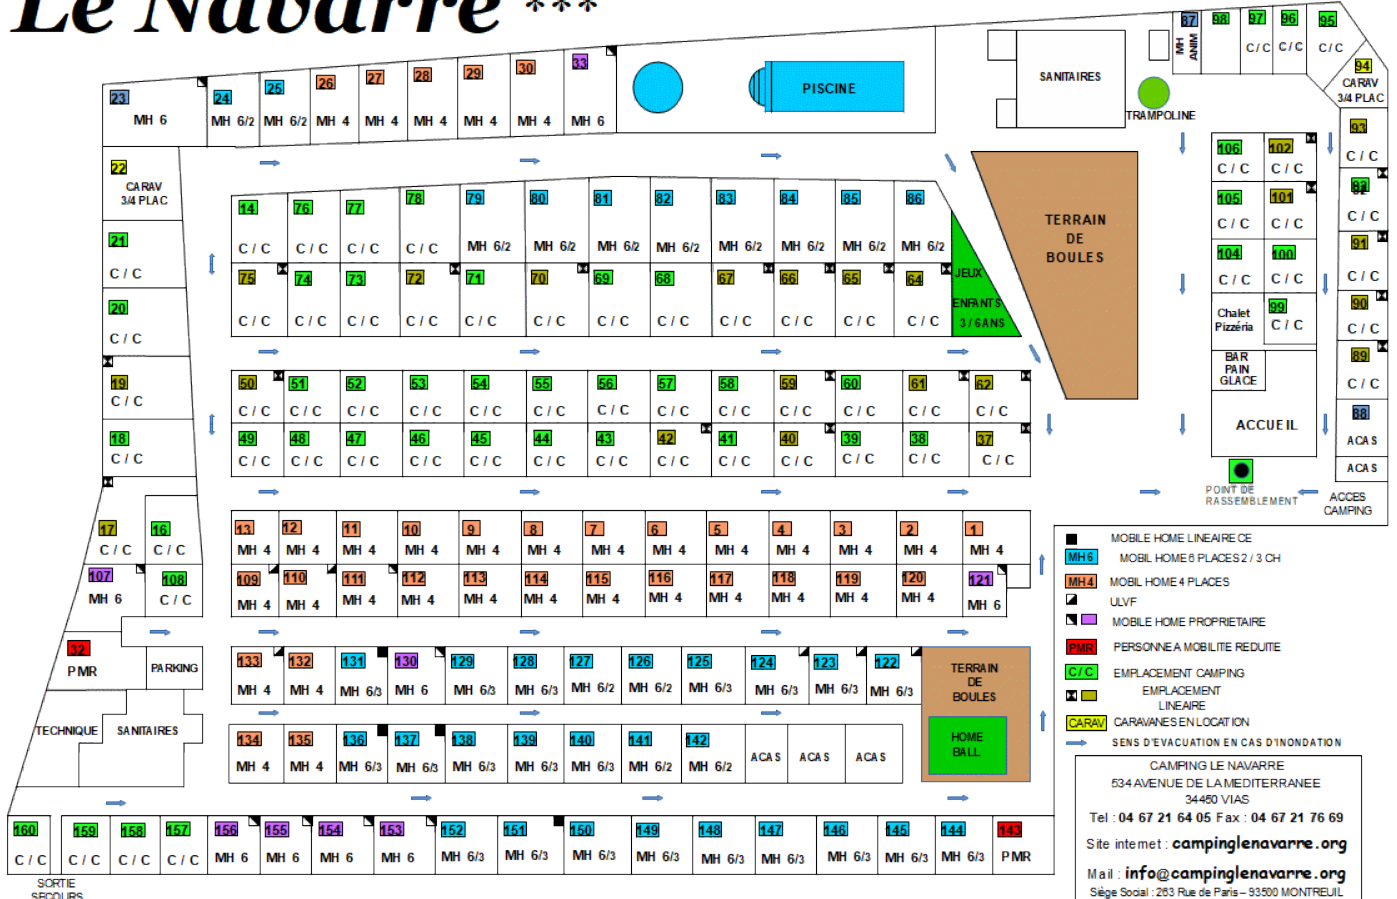 Le Navarre ***
87 98 97 96 95
MH ANIM C / C C / C C / C
94
CARAV
3/4 PLAC
23 24 25 26 27 28 29 30 33
MH 6 MH 6/2 MH 6/2 MH 4 MH 4 MH 4 MH 4 MH 4 MH 6
PISCINE
SANITAIRES
TRAMPOLINE
22
CARAV
3/4 PLAC
21
C / C
20
C / C
19
C / C
18
C / C
17 16
C / C C / C
107 108
MH 6 C / C
32
PMR
PARKING
TECHNIQUE SANITAIRES
14 76 77 78 79 80 81 82 83 84 85 86
C / C C / C C / C C / C MH 6/2 MH 6/2 MH 6/2 MH 6/2 MH 6/2 MH 6/2 MH 6/2 MH 6/2
75 74 73 72 71 70 69 68 67 66 65 64
C / C C / C C / C C / C C / C C / C C / C C / C C / C C / C C / C C / C
JEUX
ENFANTS
3 / 6 ANS
TERRAIN
DE
BOULES
50 51 52 53 54 55 56 57 58 59 60 61 62
C / C C / C C / C C / C C / C C / C C / C C / C C / C C / C C / C C / C C / C
49 48 47 46 45 44 43 42 41 40 39 38 37
C / C C / C C / C C / C C / C C / C C / C C / C C / C C / C C / C C / C C / C
13 12 11 10 9 8 7 6 5 4 3 2 1
MH 4 MH 4 MH 4 MH 4 MH 4 MH 4 MH 4 MH 4 MH 4 MH 4 MH 4 MH 4 MH 4
109 110 111 112 113 114 115 116 117 118 119 120 121
MH 4 MH 4 MH 4 MH 4 MH 4 MH 4 MH 4 MH 4 MH 4 MH 4 MH 4 MH 4 MH 6
133 132 131 130 129 128 127 126 125 124 123 122
MH 4 MH 4 MH 6/3 MH 6 MH 6/3 MH 6/3 MH 6/2 MH 6/2 MH 6/3 MH 6/3 MH 6/3 MH 6/3
TERRAIN
DE
BOULES
134 135 136 137 138 139 140 141 142
MH 4 MH 4 MH 6/3 MH 6/3 MH 6/3 MH 6/3 MH 6/3 MH 6/2 MH 6/2 ACAS ACAS ACAS
HOME
BALL
160 159 158 157 156 155 154 153 152 151 150 149 148 147 146 145 144 143
C / C C / C C / C C / C MH 6 MH 6 MH 6 MH 6 MH 6/3 MH 6/3 MH 6/3 MH 6/3 MH 6/3 MH 6/3 MH 6/3 MH 6/3 MH 6/3 PMR
SORTIE
SECOURS
106 102
C / C C / C
105 101
C / C C / C
104 100
C / C C / C
Chalet
Pizzéria
99
C / C
BAR
PAIN
GLACE
ACCUEIL
POINT DE
RASSEMBLEMENT
93
C / C
C / C
91
C / C
90
C / C
89
C / C
88
ACAS
ACAS
ACCES
CAMPING
MOBILE HOME LINEAIRE CE
MH 6 MOBIL HOME 6 PLACES 2 / 3 CH
MH 4 MOBIL HOME 4 PLACES
ULVF
MOBILE HOME PROPRIETAIRE
PMR PERSONNE A MOBILITE REDUITE
C / C EMPLACEMENT CAMPING
EMPLACEMENT
LINEAIRE
CARAV CARAVANES EN LOCATION
SENS D'EVACUATION EN CAS D'INONDATION
CAMPING LE NAVARRE
534 AVENUE DE LA MEDITERRANEE
34450 VIAS
Tel : 04 67 21 64 05 Fax : 04 67 21 76 69
Site internet : campinglenavarre.org
Mail : info@campinglenavarre.org
Siège Social : 263 Rue de Paris – 93500 MONTREUIL